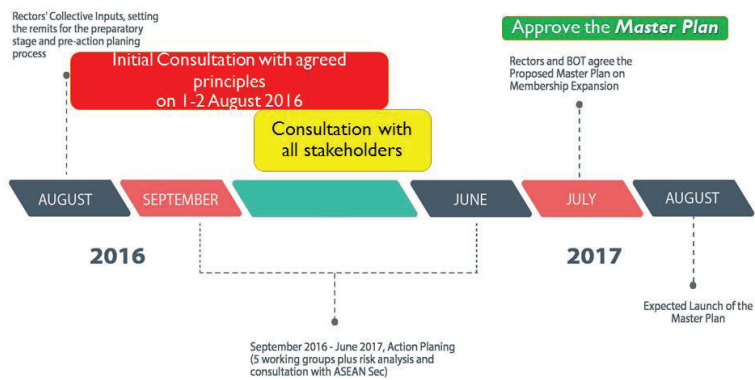 Rectors' Collective Inputs, setting
the remits for the preparatory
stage and pre-action planing
process
Initial Consultation with agreed
principles
on 1-2 August 2016
Consultation with
all stakeholders
Approve the Master Plan
Rectors and BOT agree the
Proposed Master Plan on
Membership Expansion
AUGUST
SEPTEMBER
JUNE
JULY
AUGUST
2016
2017
September 2016 - June 2017, Action Planing
(5 working groups plus risk analysis and
consultation with ASEAN Sec)
Expected Launch of the
Master Plan